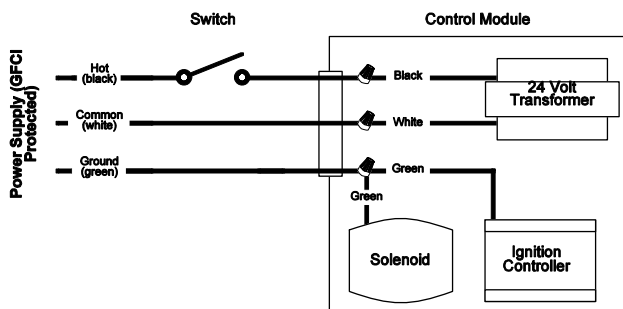 Switch
Control Module
Power Supply (GFCI
Protected)
Hot
(black)
Black
24 Volt
Transformer
Common
(white)
White
Ground
(green)
Green
Green
Solenoid
Ignition
Controller